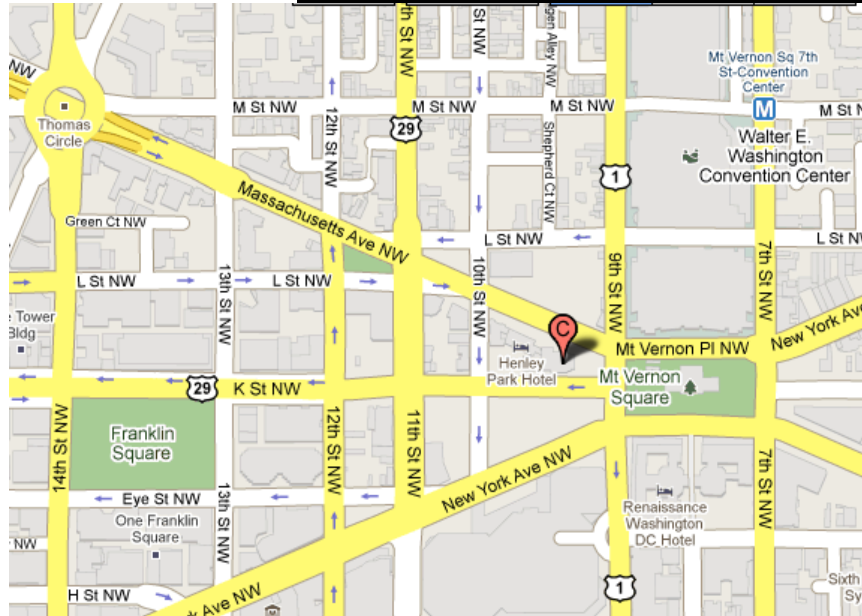 NW
Thomas
Circle
M St NW
M St NW
M St NW
M St N
12th St NW
7th St NW
29
Shepherd Ct NW
1
Mt Vernon Sq 7th
St-Convention
Center
M
Walter E.
Washington
Convention Center
Massachusetts Ave NW
Green Ct NW
L St NW
L St N
L St NW
L St NW
13th St NW
10th St NW
9th St NW
7th St NW
Tower
Bldg
C
Henley
Park Hotel
Mt Vernon Pl NW
New York Ave
Mt Vernon
Square
29
K St NW
Franklin
Square
14th St NW
12th St NW
11th St NW
10th St NW
7th St NW
New York Ave NW
Eye St NW
13th St NW
One Franklin
Square
Renaissance
Washington
DC Hotel
NW
H St NW
k Ave NW
1
Sixth
Sy